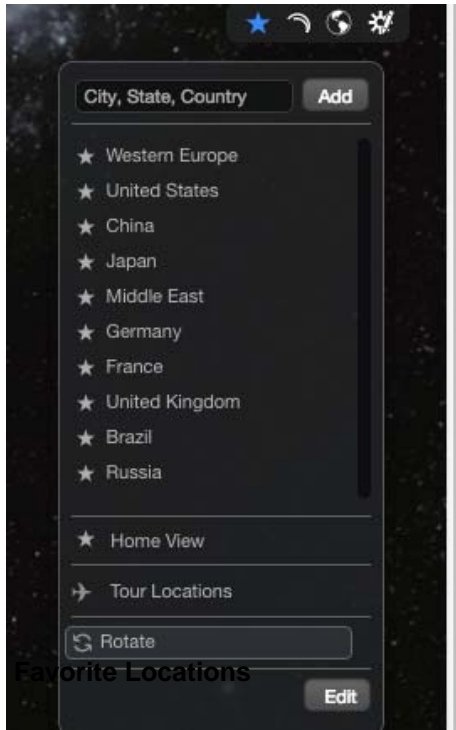 City, State, Country Add
Western Europe
United States
China
Japan
Middle East
Germany
France
United Kingdom
Brazil
Russia
Home View
Tour Locations
Rotate
Favorite Locations
Edit